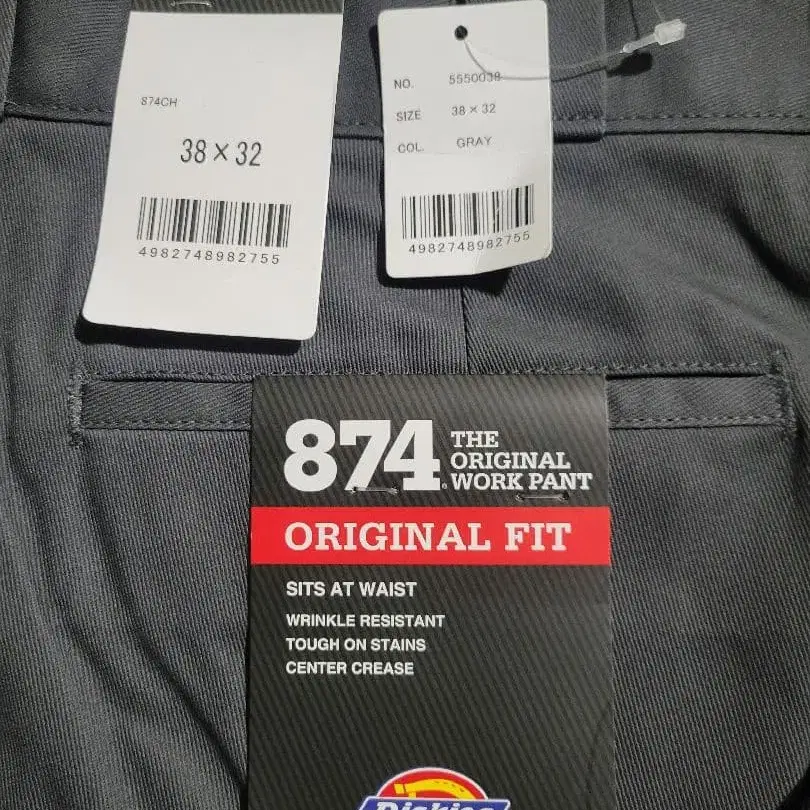 874CH
38×32
4982748982755
NO. 5550038
SIZE 38×32
COL. GRAY
4982748982755
874 THE
ORIGINAL
WORK PANT
ORIGINAL FIT
SITS AT WAIST
WRINKLE RESISTANT
TOUGH ON STAINS
CENTER CREASE
Dickies